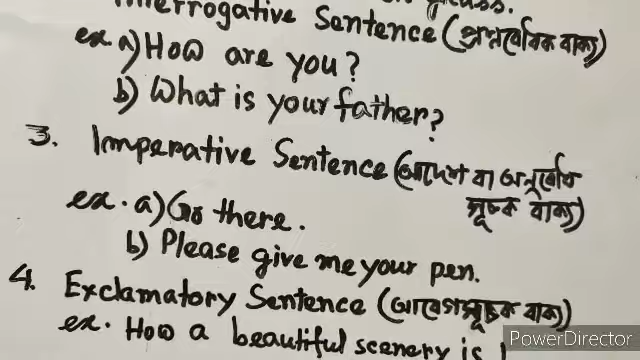 Interrogative Sentence (প্রশ্নবোধক বাক্য)
ex. a) How are you?
b) What is your father?
3. Imperative Sentence (আদেশ বা অনুরোধ
সূচক বাক্য)
ex. a) Go there.
b) Please give me your pen.
4. Exclamatory Sentence (আবেগসূচক বাক্য)
ex. How a beautiful scenery is
PowerDirector